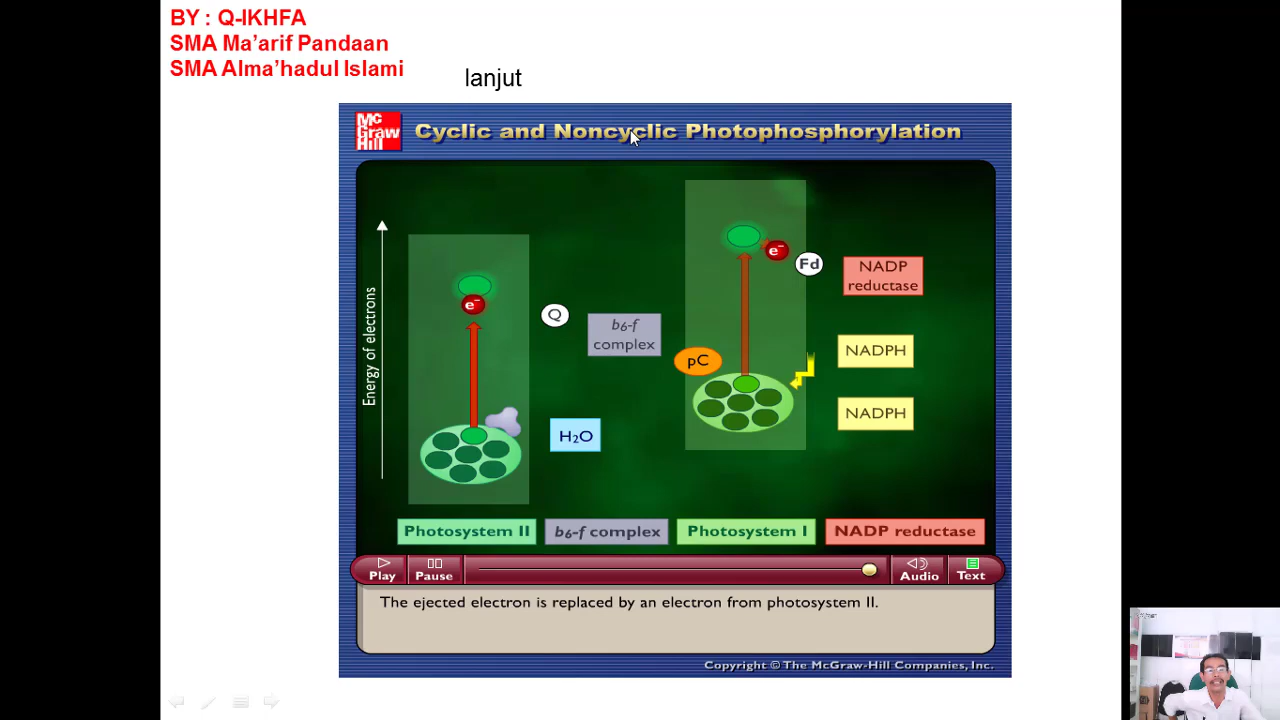 BY : Q-IKHFA
SMA Ma’arif Pandaan
SMA Alma’hadul Islami
lanjut
Mc
Graw
Hill
Cyclic and Noncyclic Photophosphorylation
Energy of electrons
e⁻
Q
b6-f
complex
H₂O
pC
e⁻
Fd
NADP
reductase
NADPH
NADPH
Photosystem II
b6-f complex
Photosystem I
NADP reductase
Play
Pause
Audio
Text
The ejected electron is replaced by an electron from photosystem II.
Copyright © The McGraw-Hill Companies, Inc.